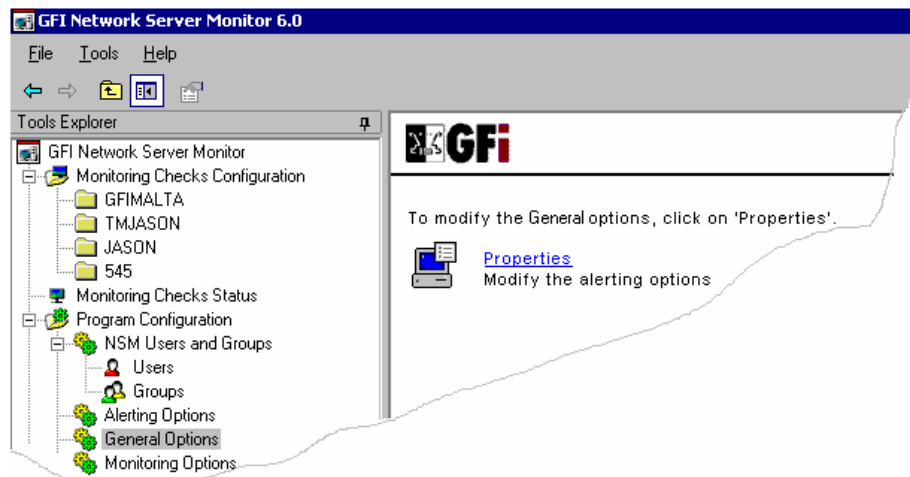 GFI Network Server Monitor 6.0
File Tools Help
Tools Explorer
GFI Network Server Monitor
Monitoring Checks Configuration
GFIMALTA
TMJASON
JASON
545
Monitoring Checks Status
Program Configuration
NSM Users and Groups
Users
Groups
Alerting Options
General Options
Monitoring Options
GFi
To modify the General options, click on 'Properties'.
Properties
Modify the alerting options